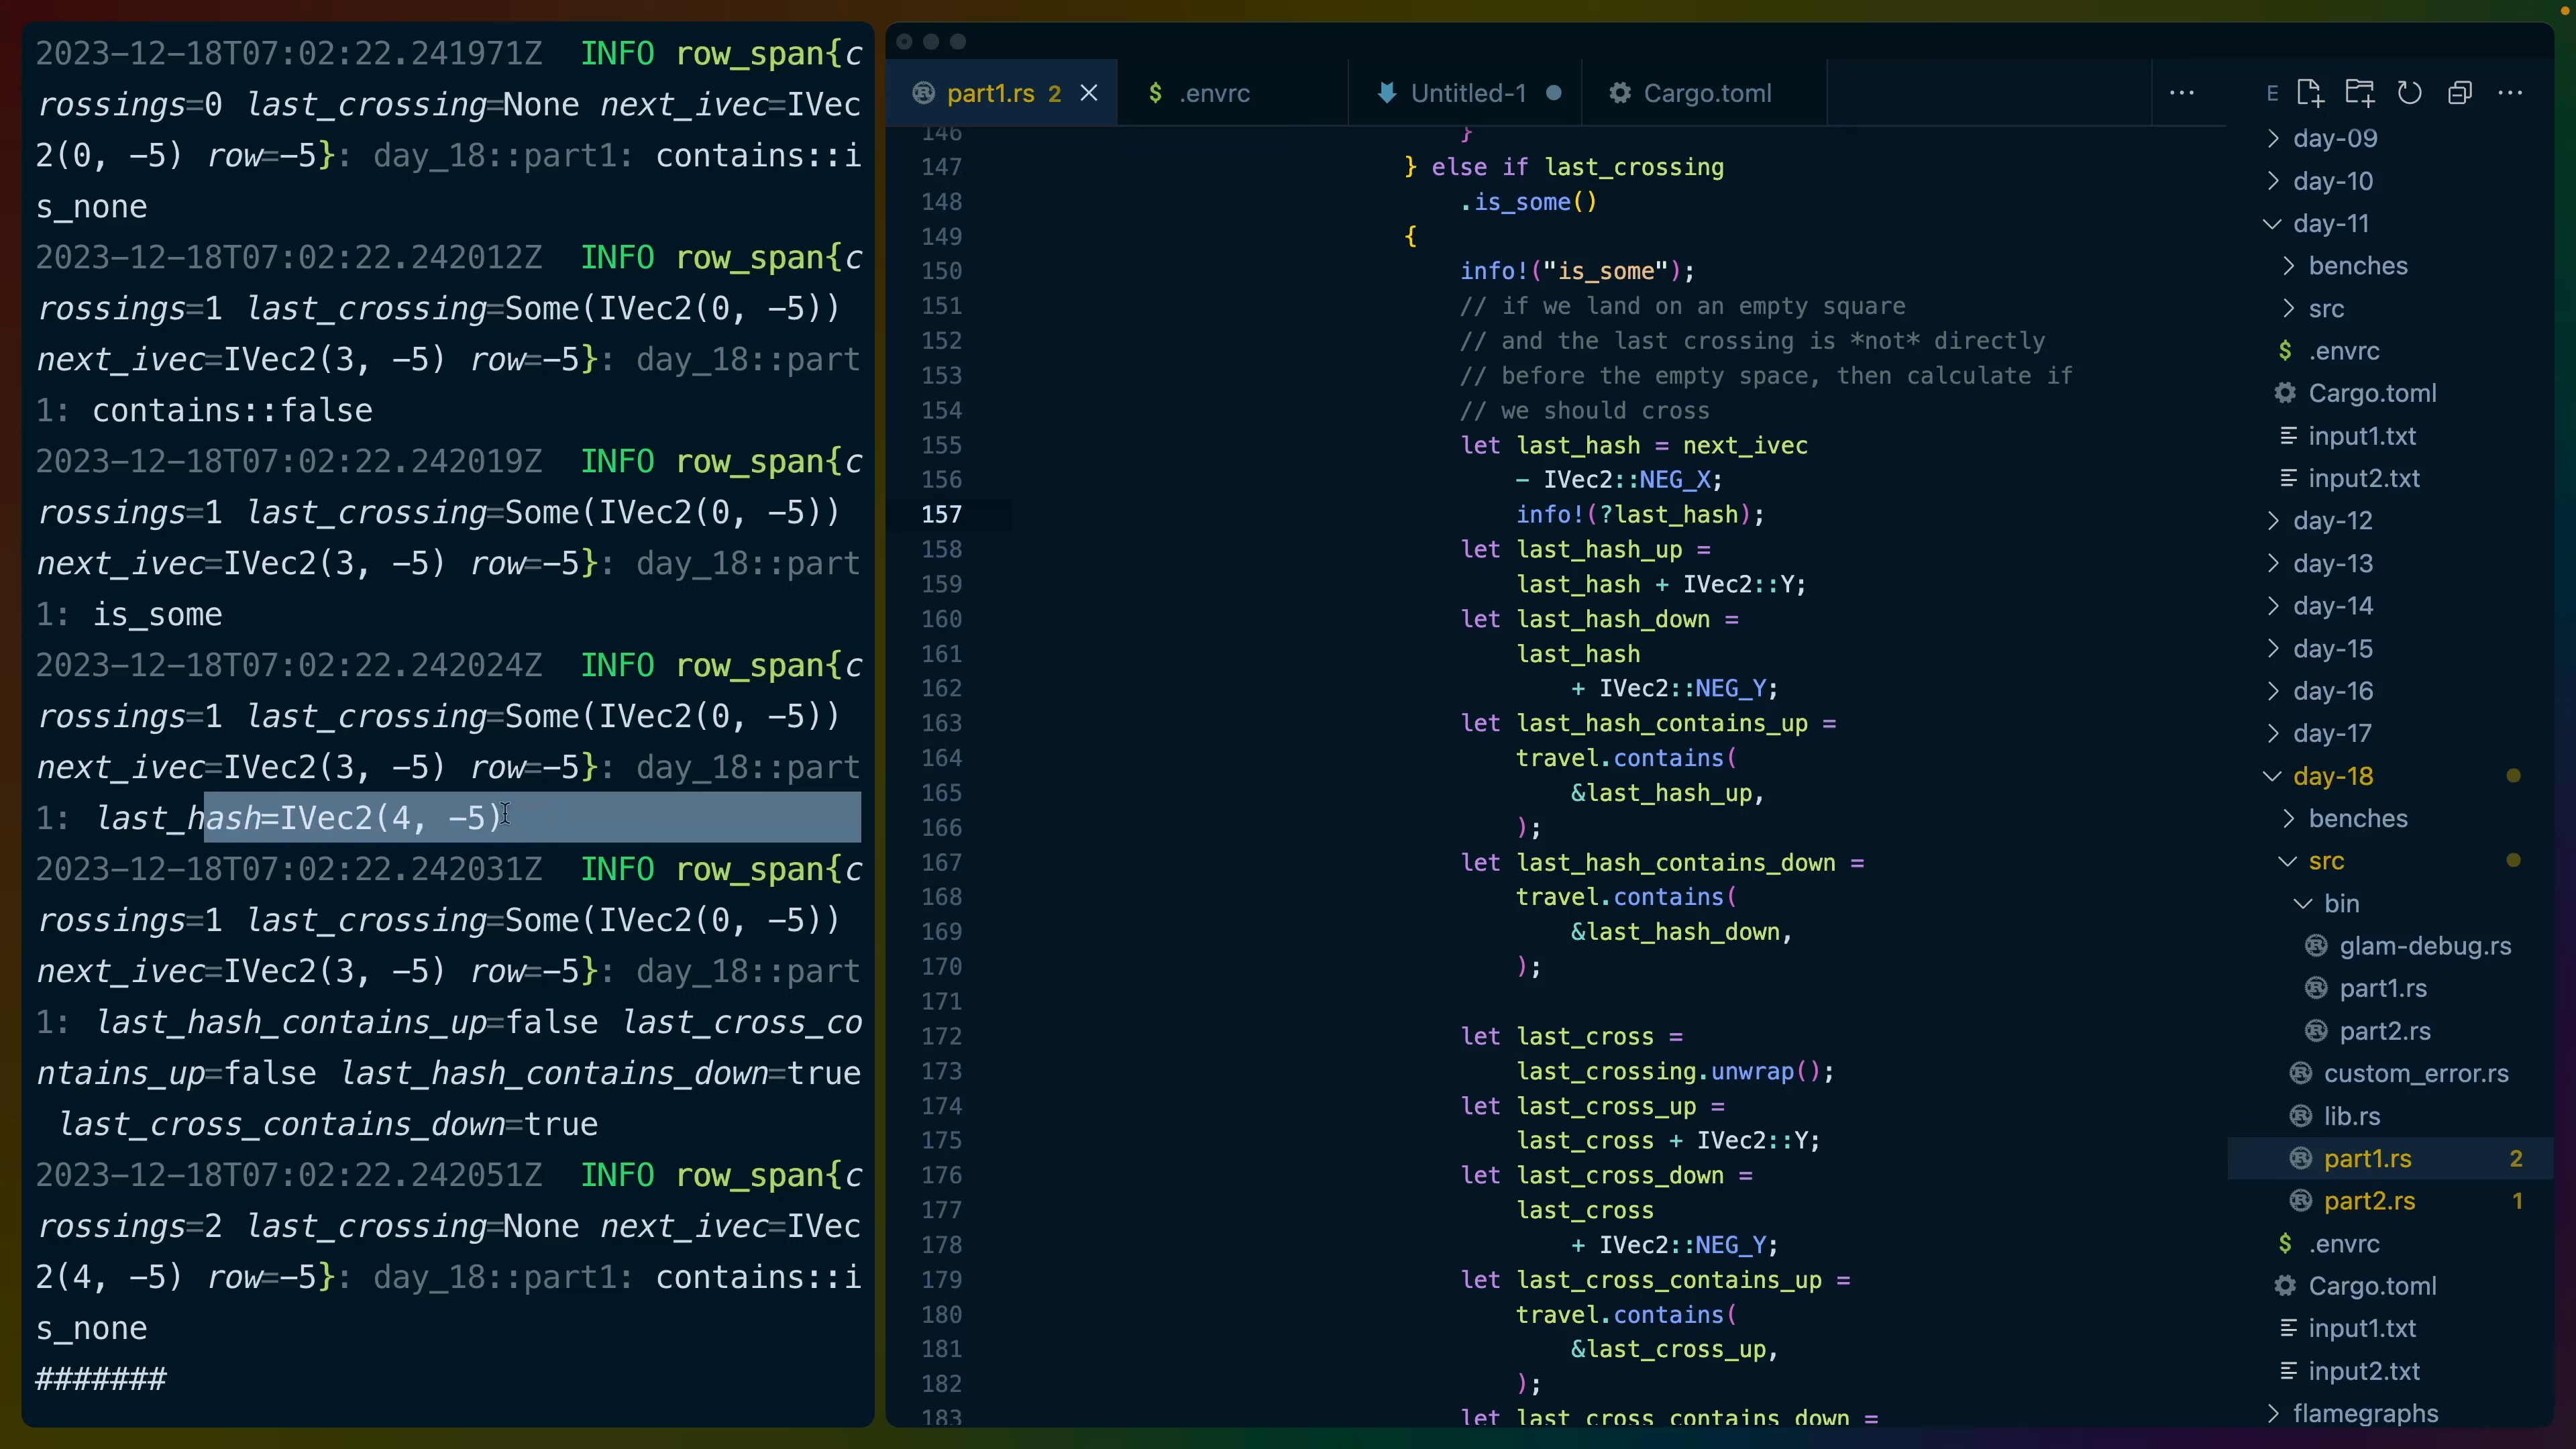 2023-12-18T07:02:22.241971Z  INFO row_span{c
rossings=0 last_crossing=None next_ivec=IVec
2(0, -5) row=-5}: day_18::part1: contains::i
s_none
2023-12-18T07:02:22.242012Z  INFO row_span{c
rossings=1 last_crossing=Some(IVec2(0, -5))
next_ivec=IVec2(3, -5) row=-5}: day_18::part
1: contains::false
2023-12-18T07:02:22.242019Z  INFO row_span{c
rossings=1 last_crossing=Some(IVec2(0, -5))
next_ivec=IVec2(3, -5) row=-5}: day_18::part
1: is_some
2023-12-18T07:02:22.242024Z  INFO row_span{c
rossings=1 last_crossing=Some(IVec2(0, -5))
next_ivec=IVec2(3, -5) row=-5}: day_18::part
1: last_hash=IVec2(4, -5)
2023-12-18T07:02:22.242031Z  INFO row_span{c
rossings=1 last_crossing=Some(IVec2(0, -5))
next_ivec=IVec2(3, -5) row=-5}: day_18::part
1: last_hash_contains_up=false last_cross_co
ntains_up=false last_hash_contains_down=true
 last_cross_contains_down=true
2023-12-18T07:02:22.242051Z  INFO row_span{c
rossings=2 last_crossing=None next_ivec=IVec
2(4, -5) row=-5}: day_18::part1: contains::i
s_none
#######
part1.rs 2
$ .envrc
Untitled-1
Cargo.toml
146 }
147 } else if last_crossing
148 .is_some()
149 {
150 info!("is_some");
151 // if we land on an empty square
152 // and the last crossing is *not* directly
153 // before the empty space, then calculate if
154 // we should cross
155 let last_hash = next_ivec
156 - IVec2::NEG_X;
157 info!(?last_hash);
158 let last_hash_up =
159 last_hash + IVec2::Y;
160 let last_hash_down =
161 last_hash
162 + IVec2::NEG_Y;
163 let last_hash_contains_up =
164 travel.contains(
165 &last_hash_up,
166 );
167 let last_hash_contains_down =
168 travel.contains(
169 &last_hash_down,
170 );
171
172 let last_cross =
173 last_crossing.unwrap();
174 let last_cross_up =
175 last_cross + IVec2::Y;
176 let last_cross_down =
177 last_cross
178 + IVec2::NEG_Y;
179 let last_cross_contains_up =
180 travel.contains(
181 &last_cross_up,
182 );
183 let last_cross_contains_down =
E
day-09
day-10
day-11
benches
src
$ .envrc
Cargo.toml
input1.txt
input2.txt
day-12
day-13
day-14
day-15
day-16
day-17
day-18
benches
src
bin
glam-debug.rs
part1.rs
part2.rs
custom_error.rs
lib.rs
part1.rs 2
part2.rs 1
$ .envrc
Cargo.toml
input1.txt
input2.txt
flamegraphs